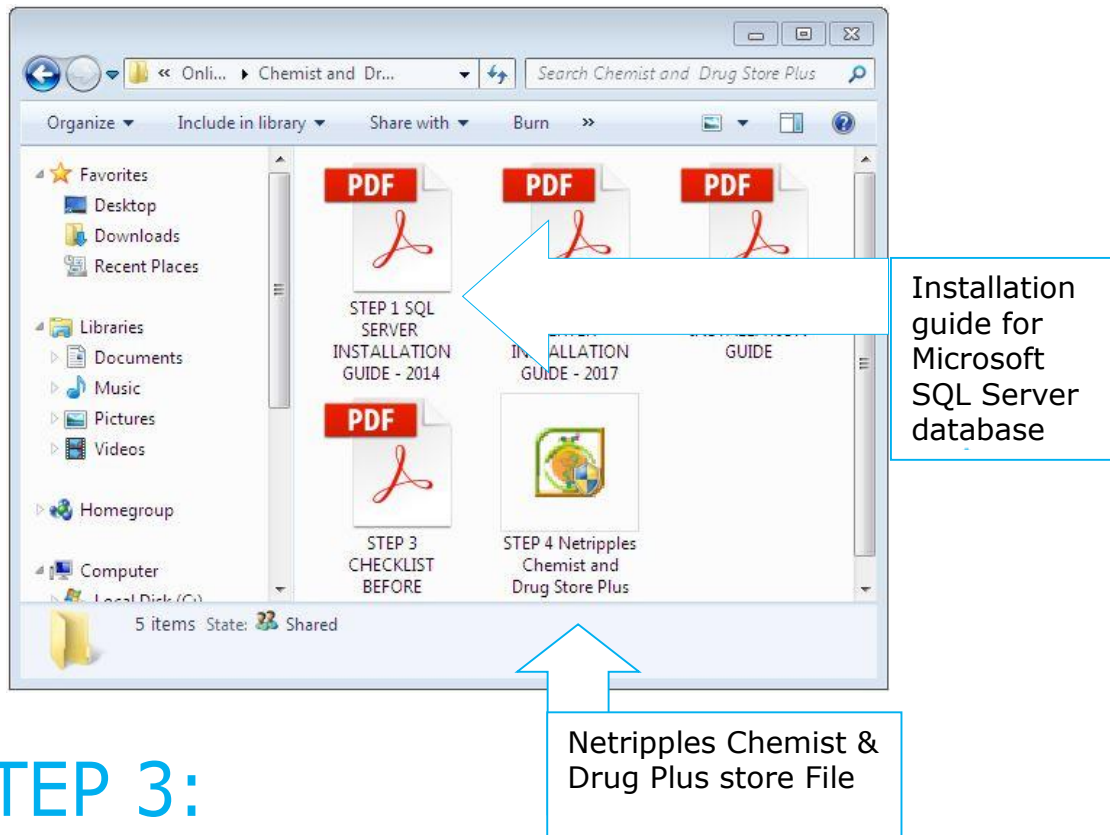 « Onli... ▸ Chemist and Dr...
Search Chemist and Drug Store Plus
Organize
Include in library
Share with
Burn
»
Favorites
Desktop
Downloads
Recent Places
Libraries
Documents
Music
Pictures
Videos
Homegroup
Computer
PDF
STEP 1 SQL
SERVER
INSTALLATION
GUIDE - 2014
PDF
GUIDE - 2017
PDF
GUIDE
PDF
STEP 3
CHECKLIST
BEFORE
STEP 4 Netripples
Chemist and
Drug Store Plus
5 items State: Shared
Installation
guide for
Microsoft
SQL Server
database
Netripples Chemist &
Drug Plus store File
TEP 3: